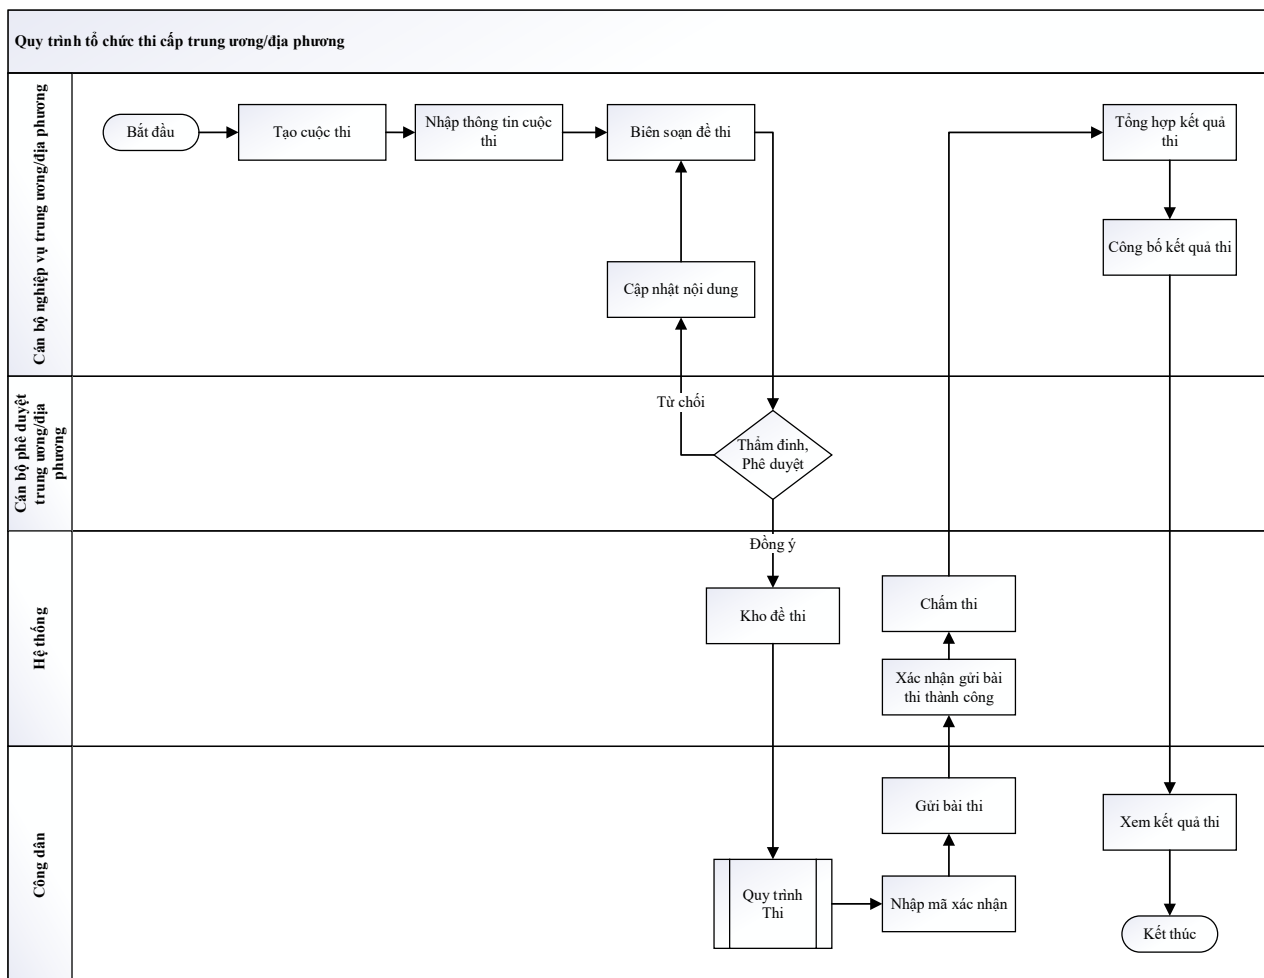 Quy trình tổ chức thi cấp trung ương/địa phương
Cán bộ nghiệp vụ trung ương/địa phương
Bắt đầu
Tạo cuộc thi
Nhập thông tin cuộc
thi
Biên soạn đề thi
Tổng hợp kết quả
thi
Công bố kết quả thi
Cập nhật nội dung
Cán bộ phê duyệt
trung ương/địa
phương
Từ chối
Thẩm đinh,
Phê duyệt
Đồng ý
Hệ thống
Kho đề thi
Chấm thi
Xác nhận gửi bài
thi thành công
Công dân
Gửi bài thi
Xem kết quả thi
Quy trình
Thi
Nhập mã xác nhận
Kết thúc